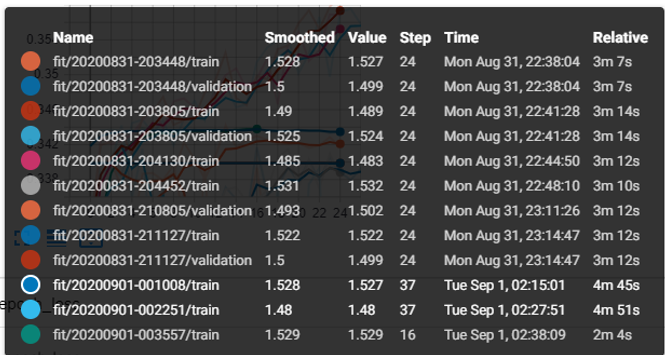 Name Smoothed Value Step Time Relative
fit/20200831-203448/train 1.528 1.527 24 Mon Aug 31, 22:38:04 3m 7s
fit/20200831-203448/validation 1.5 1.499 24 Mon Aug 31, 22:38:04 3m 7s
fit/20200831-203805/train 1.49 1.489 24 Mon Aug 31, 22:41:28 3m 14s
fit/20200831-203805/validation 1.525 1.524 24 Mon Aug 31, 22:41:28 3m 14s
fit/20200831-204130/train 1.485 1.483 24 Mon Aug 31, 22:44:50 3m 12s
fit/20200831-204452/train 1.531 1.532 24 Mon Aug 31, 22:48:10 3m 10s
fit/20200831-210805/validation 1.493 1.502 24 Mon Aug 31, 23:11:26 3m 12s
fit/20200831-211127/train 1.522 1.522 24 Mon Aug 31, 23:14:47 3m 12s
fit/20200831-211127/validation 1.5 1.499 24 Mon Aug 31, 23:14:47 3m 12s
fit/20200901-001008/train 1.528 1.527 37 Tue Sep 1, 02:15:01 4m 45s
fit/20200901-002251/train 1.48 1.48 37 Tue Sep 1, 02:27:51 4m 51s
fit/20200901-003557/train 1.529 1.529 16 Tue Sep 1, 02:38:09 2m 4s
0.35